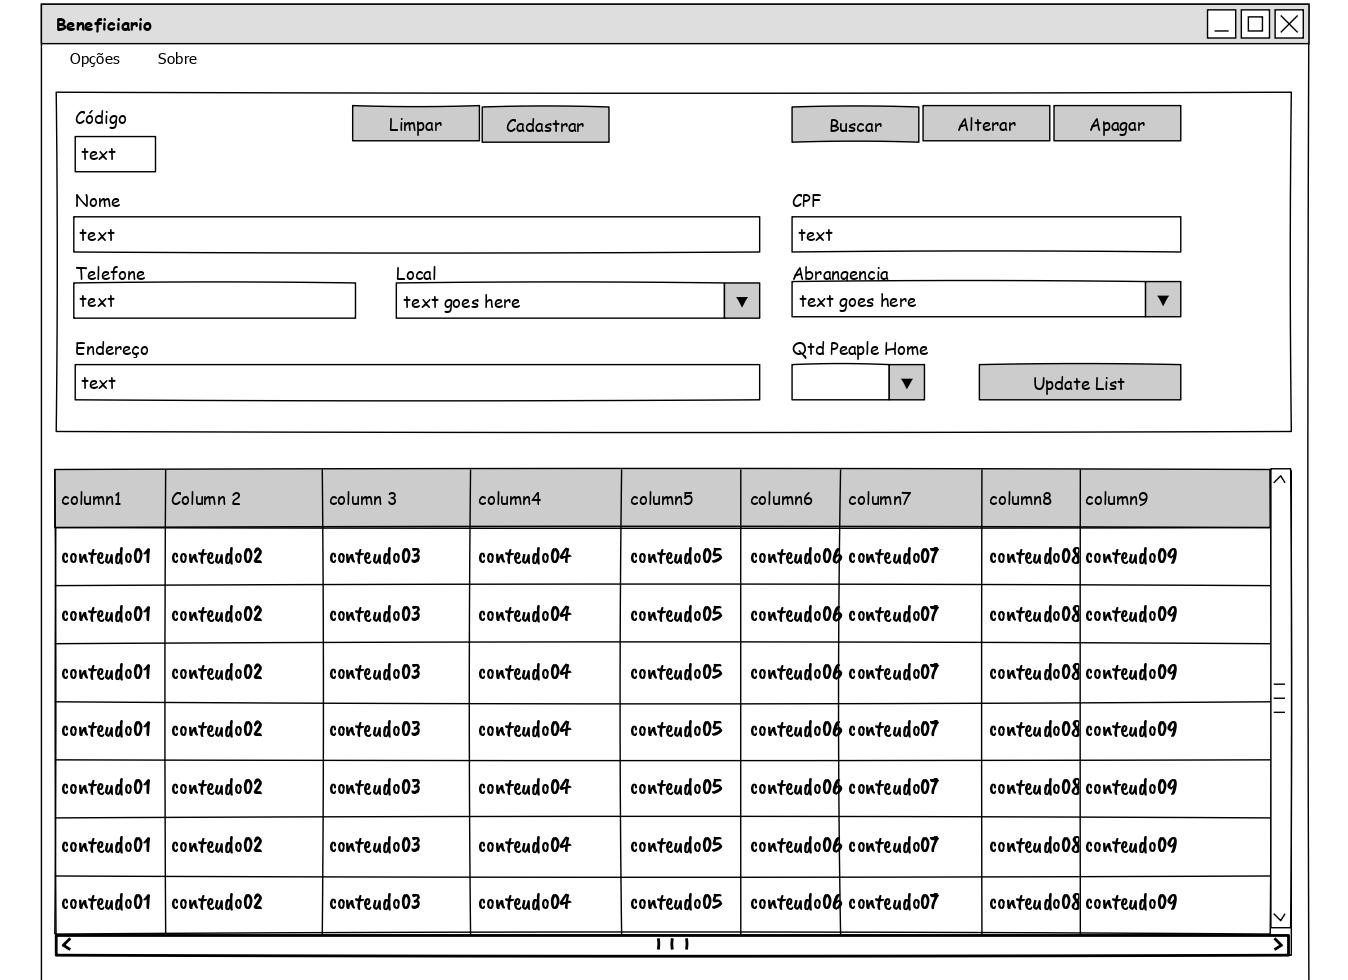 Beneficiario
Opções Sobre
Código
Limpar Cadastrar Buscar Alterar Apagar
text
Nome CPF
text text
Telefone Local Abrangencia
text text goes here text goes here
Endereço Qtd Peaple Home
text Update List
column1 Column 2 column 3 column4 column5 column6 column7 column8 column9
conteudo01 conteudo02 conteudo03 conteudo04 conteudo05 conteudo06 conteudo07 conteudo08 conteudo09
conteudo01 conteudo02 conteudo03 conteudo04 conteudo05 conteudo06 conteudo07 conteudo08 conteudo09
conteudo01 conteudo02 conteudo03 conteudo04 conteudo05 conteudo06 conteudo07 conteudo08 conteudo09
conteudo01 conteudo02 conteudo03 conteudo04 conteudo05 conteudo06 conteudo07 conteudo08 conteudo09
conteudo01 conteudo02 conteudo03 conteudo04 conteudo05 conteudo06 conteudo07 conteudo08 conteudo09
conteudo01 conteudo02 conteudo03 conteudo04 conteudo05 conteudo06 conteudo07 conteudo08 conteudo09
conteudo01 conteudo02 conteudo03 conteudo04 conteudo05 conteudo06 conteudo07 conteudo08 conteudo09